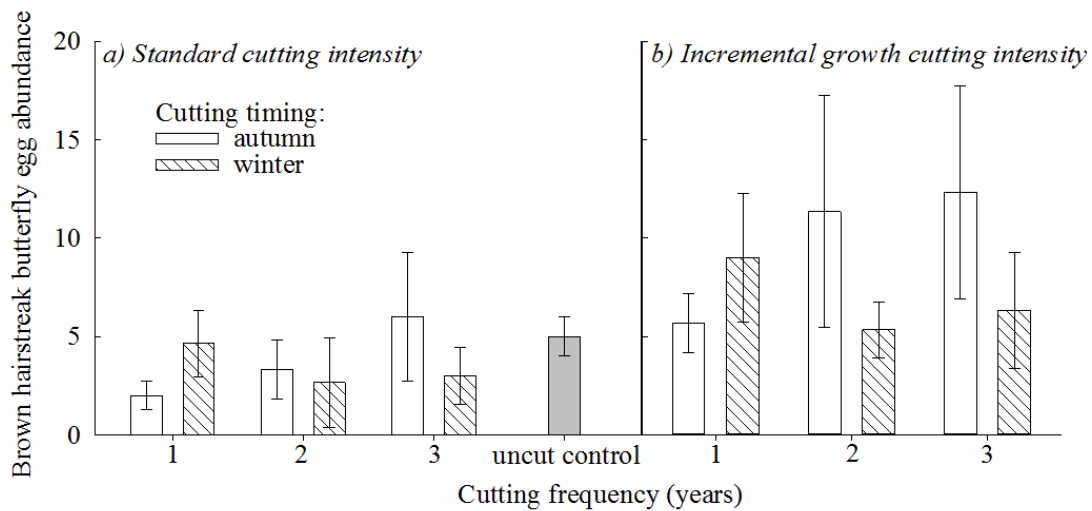 Brown hairstreak butterfly egg abundance
20
15
10
5
0
a) Standard cutting intensity
Cutting timing:
autumn
winter
b) Incremental growth cutting intensity
1 2 3 uncut control 1 2 3
Cutting frequency (years)